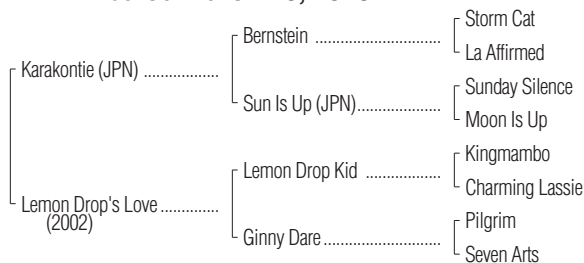 Storm Cat
Bernstein ................................
La Affirmed
Karakontie (JPN) ......................
Sunday Silence
Sun Is Up (JPN)........................
Moon Is Up
Kingmambo
Lemon Drop Kid .....................
Charming Lassie
Lemon Drop's Love ................
(2002)
Pilgrim
Ginny Dare.................................
Seven Arts